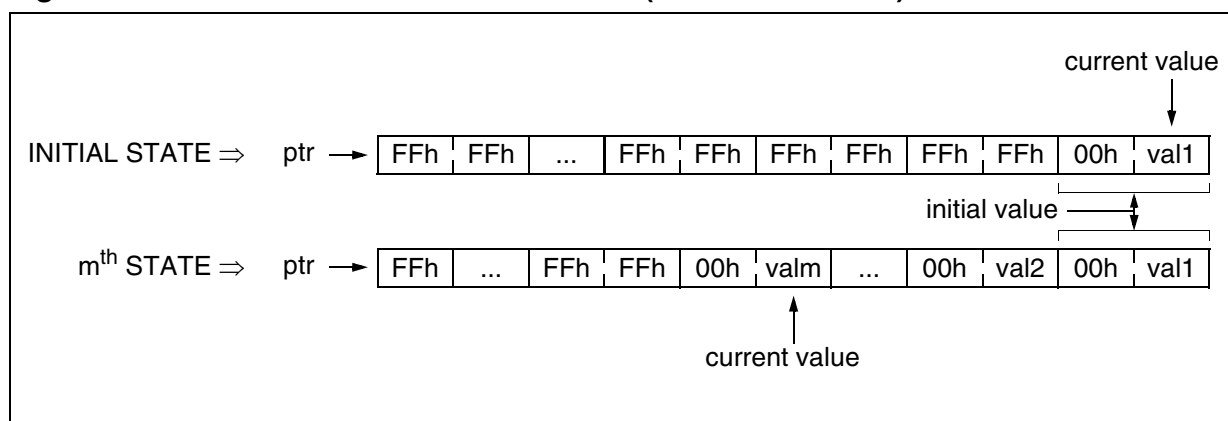 current value
INITIAL STATE ⇒ ptr FFh FFh ... FFh FFh FFh FFh FFh FFh 00h val1
initial value
mth STATE ⇒ ptr FFh ... FFh FFh 00h valm ... 00h val2 00h val1
current value